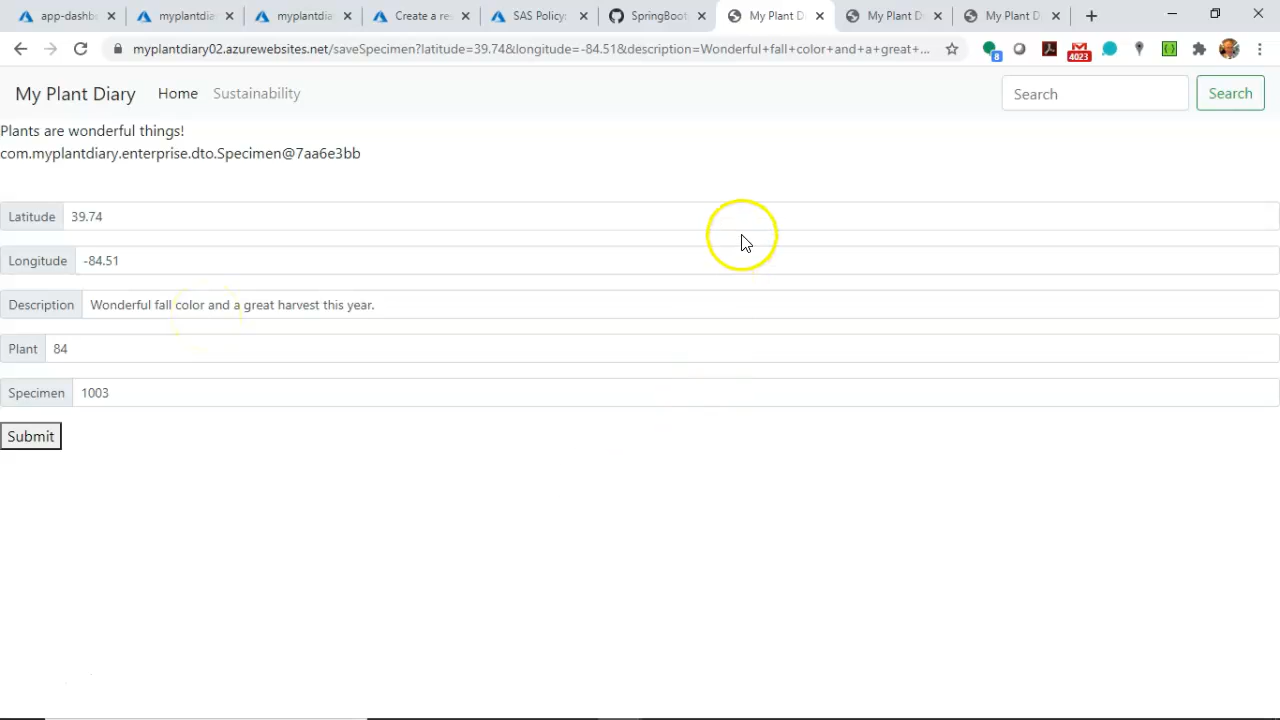 app-dashb
myplantdia
myplantdi
Create a re
SAS Policy:
SpringBoot
My Plant D
My Plant D
My Plant D
myplantdiary02.azurewebsites.net/saveSpecimen?latitude=39.74&longitude=-84.51&description=Wonderful+fall+color+and+a+great+...
8
4023
My Plant Diary
Home
Sustainability
Search
Search
Plants are wonderful things!
com.myplantdiary.enterprise.dto.Specimen@7aa6e3bb
Latitude 39.74
Longitude -84.51
Description Wonderful fall color and a great harvest this year.
Plant 84
Specimen 1003
Submit